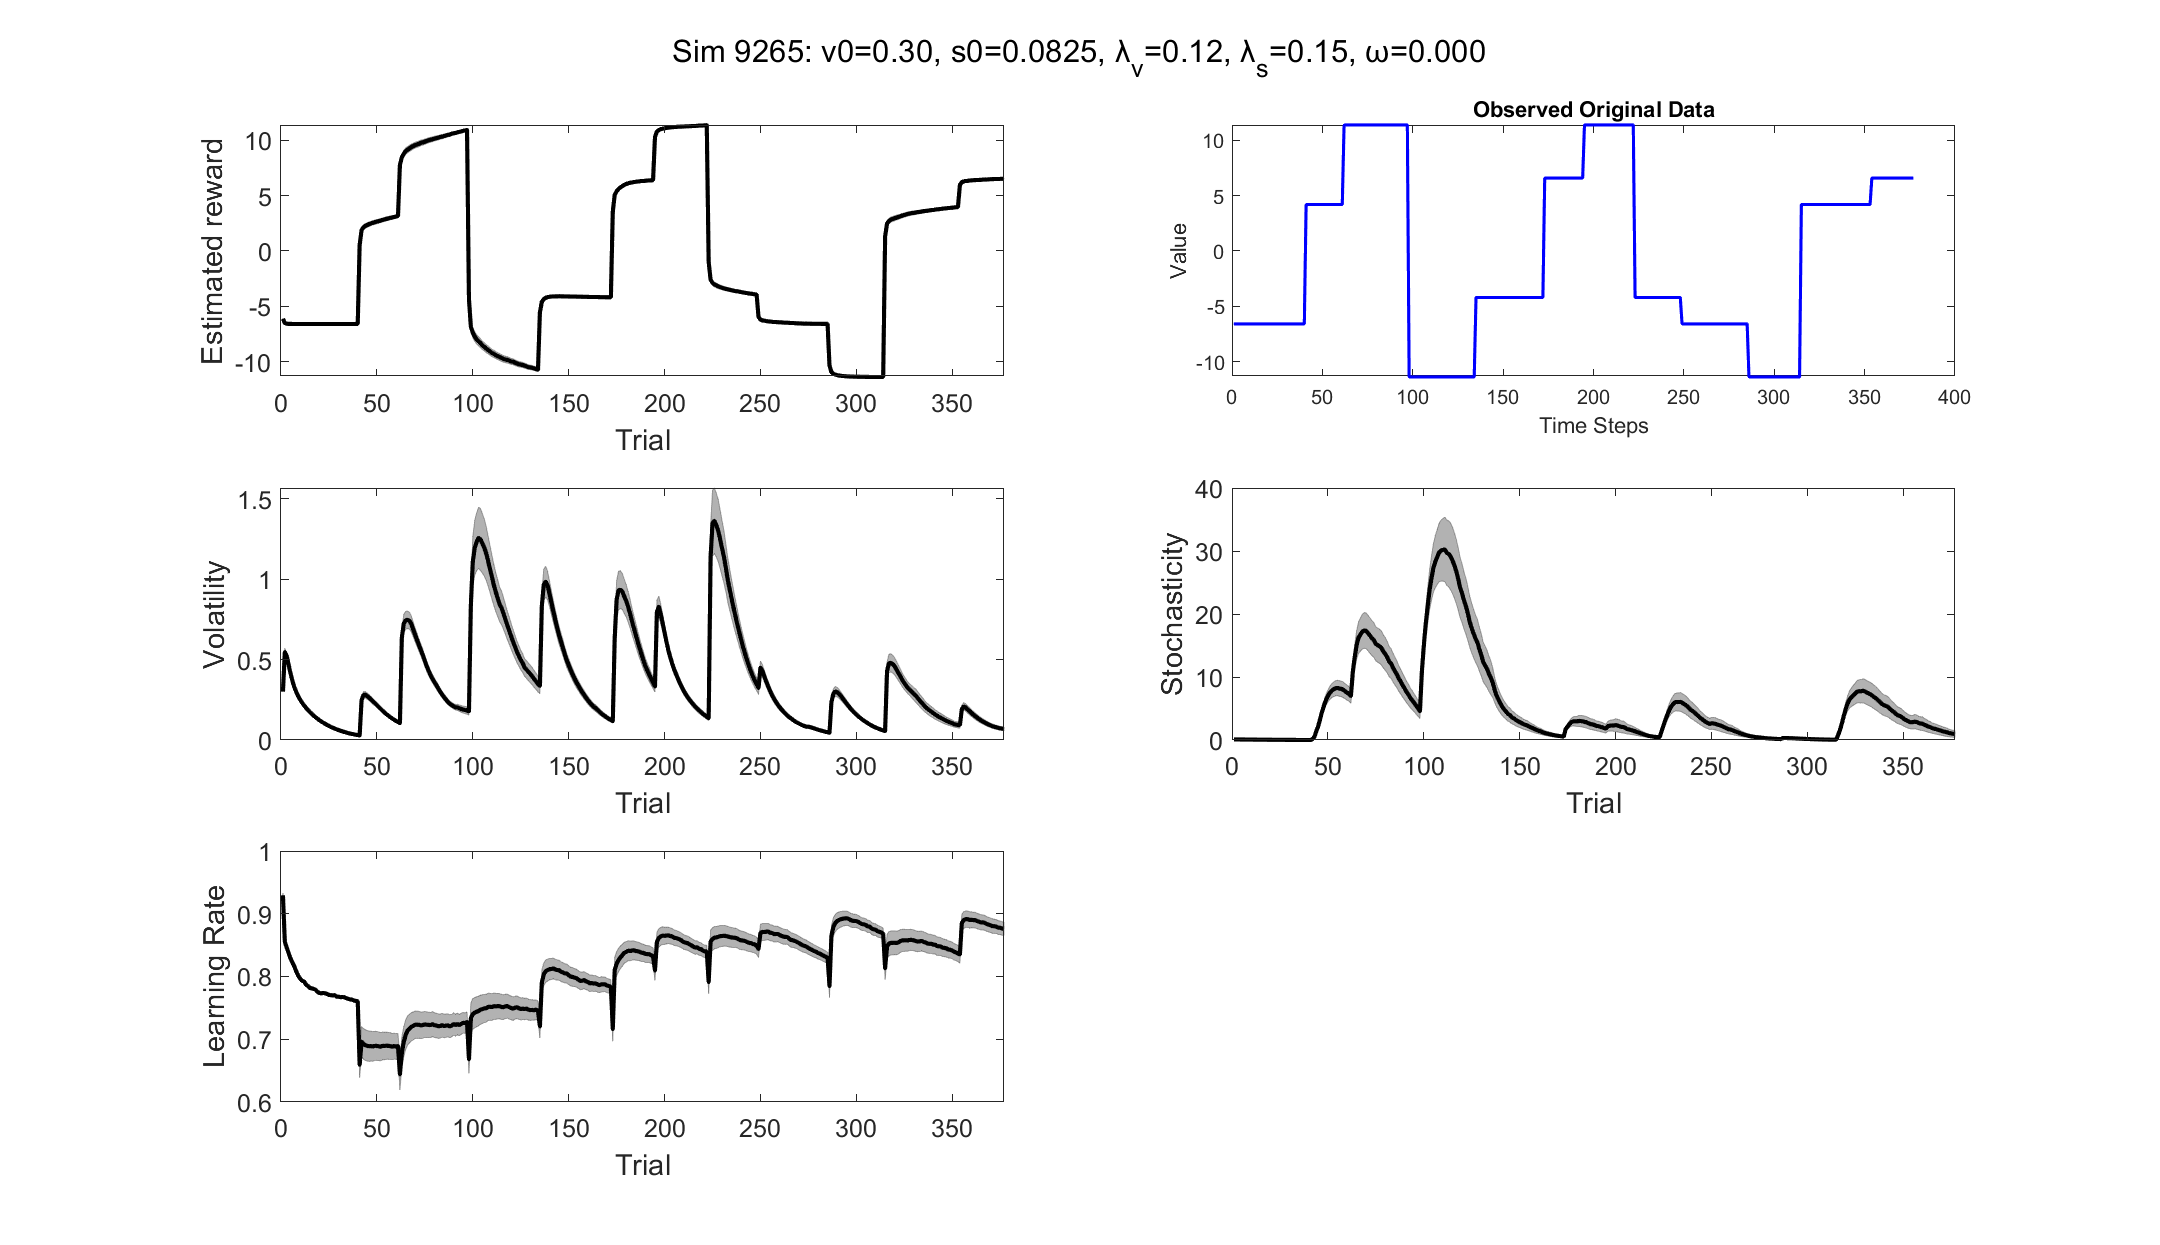 Sim 9265: v0=0.30, s0=0.0825, λv=0.12, λs=0.15, ω=0.000
Estimated reward
10
5
0
-5
-10
0 50 100 150 200 250 300 350
Trial
Observed Original Data
Value
10
5
0
-5
-10
0 50 100 150 200 250 300 350 400
Time Steps
Volatility
1.5
1
0.5
0
0 50 100 150 200 250 300 350
Trial
Stochasticity
40
30
20
10
0
0 50 100 150 200 250 300 350
Trial
Learning Rate
1
0.9
0.8
0.7
0.6
0 50 100 150 200 250 300 350
Trial